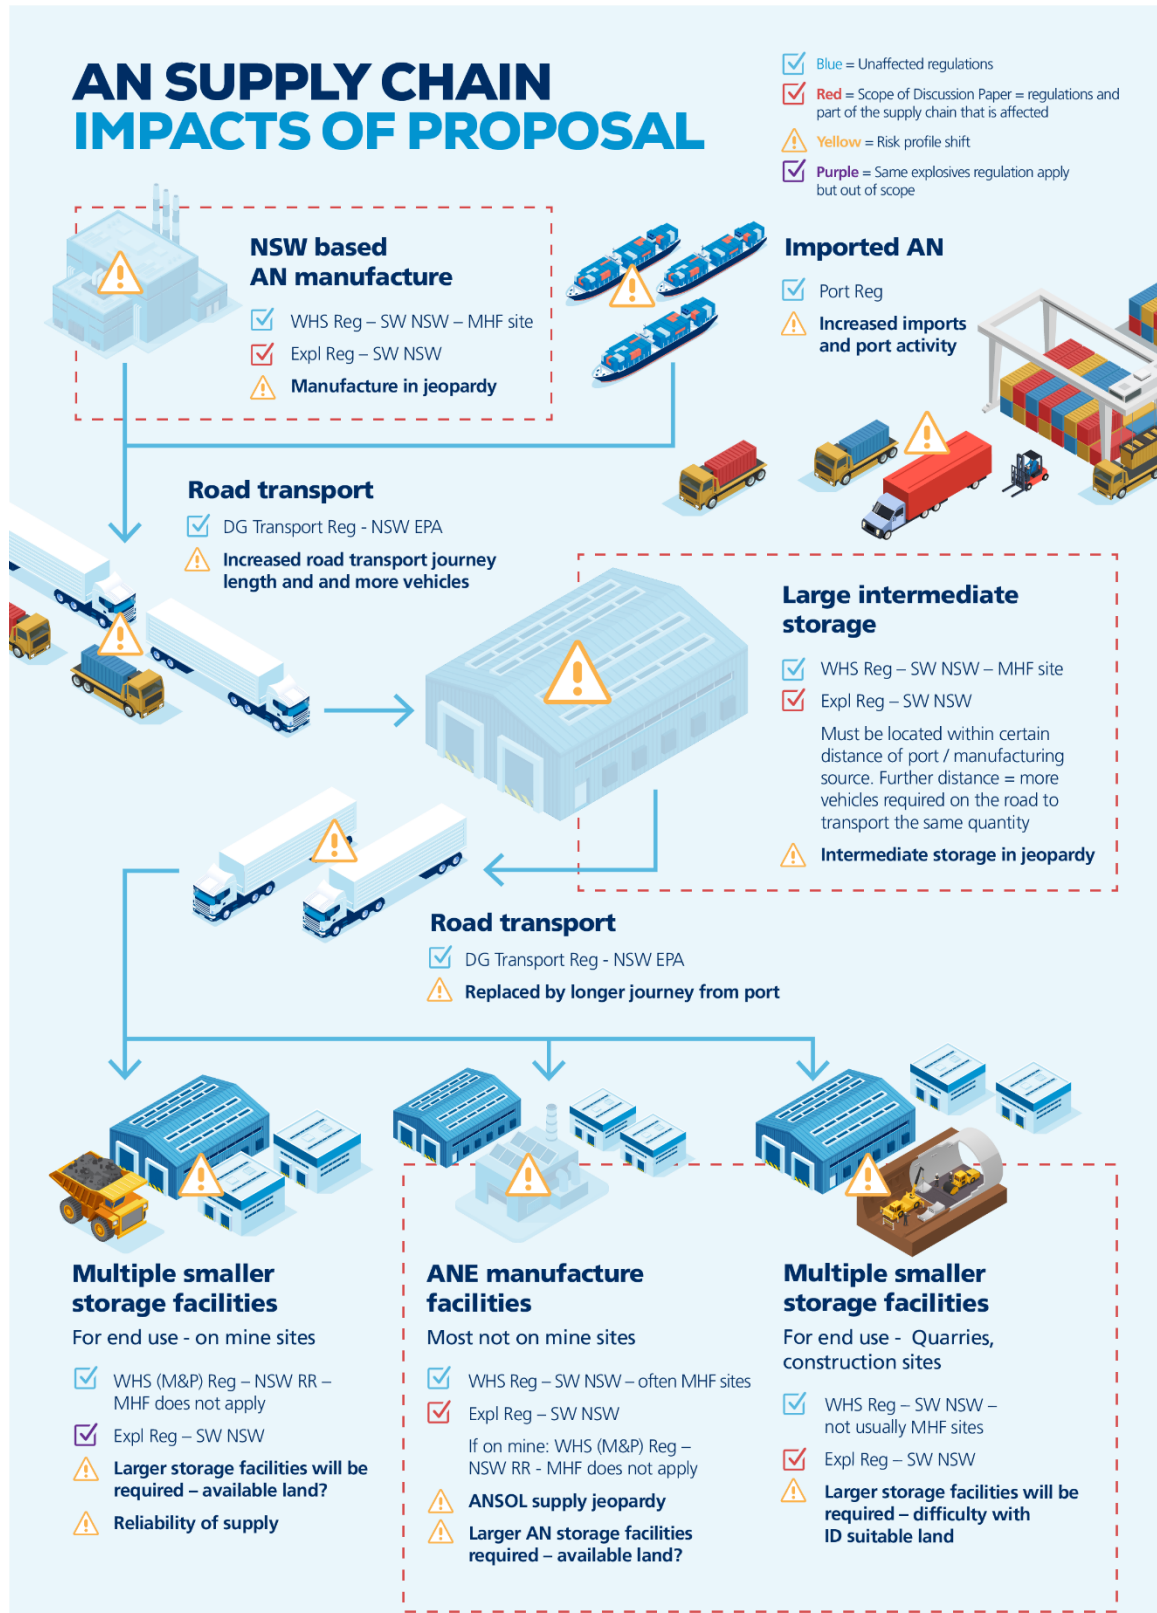 AN SUPPLY CHAIN
IMPACTS OF PROPOSAL
Blue = Unaffected regulations
Red = Scope of Discussion Paper = regulations and
part of the supply chain that is affected
Yellow = Risk profile shift
Purple = Same explosives regulation apply
but out of scope
NSW based
AN manufacture
WHS Reg – SW NSW – MHF site
Expl Reg – SW NSW
Manufacture in jeopardy
Imported AN
Port Reg
Increased imports
and port activity
Road transport
DG Transport Reg - NSW EPA
Increased road transport journey
length and and more vehicles
Large intermediate
storage
WHS Reg – SW NSW – MHF site
Expl Reg – SW NSW
Must be located within certain
distance of port / manufacturing
source. Further distance = more
vehicles required on the road to
transport the same quantity
Intermediate storage in jeopardy
Road transport
DG Transport Reg - NSW EPA
Replaced by longer journey from port
Multiple smaller
storage facilities
For end use - on mine sites
WHS (M&P) Reg – NSW RR –
MHF does not apply
Expl Reg – SW NSW
Larger storage facilities will be
required – available land?
Reliability of supply
ANE manufacture
facilities
Most not on mine sites
WHS Reg – SW NSW – often MHF sites
Expl Reg – SW NSW
If on mine: WHS (M&P) Reg –
NSW RR - MHF does not apply
ANSOL supply jeopardy
Larger AN storage facilities
required – available land?
Multiple smaller
storage facilities
For end use - Quarries,
construction sites
WHS Reg – SW NSW –
not usually MHF sites
Expl Reg – SW NSW
Larger storage facilities will be
required – difficulty with
ID suitable land